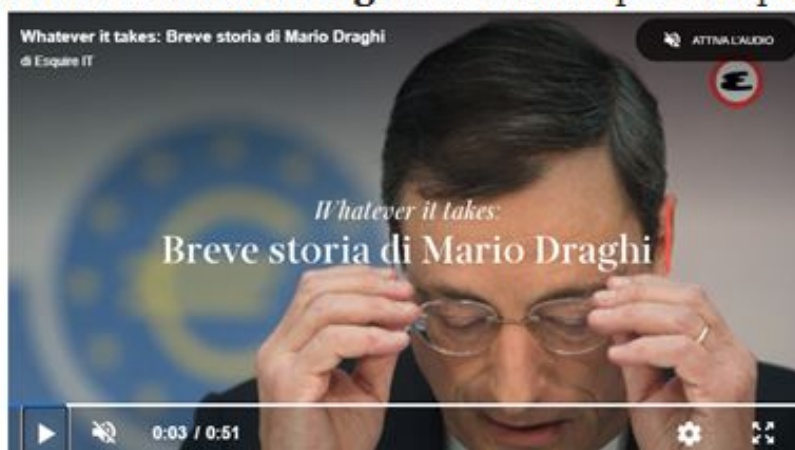 Whatever it takes: Breve storia di Mario Draghi
ATTIVA L'AUDIO
di Esquire IT
Whatever it takes:
Breve storia di Mario Draghi
0:03 / 0:51